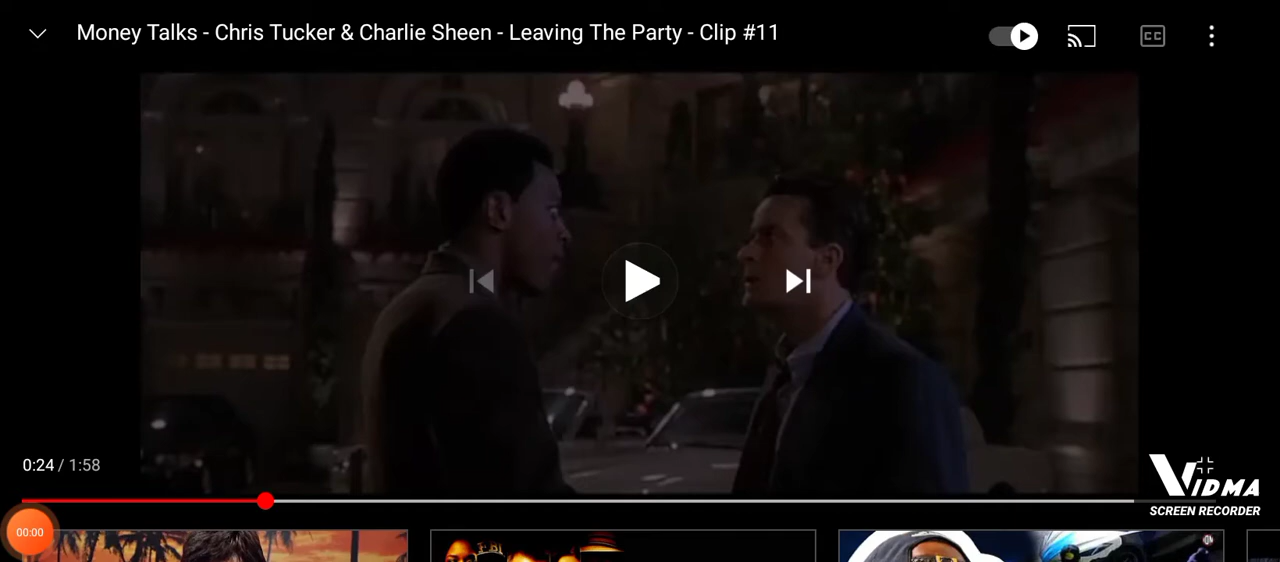 Money Talks - Chris Tucker & Charlie Sheen - Leaving The Party - Clip #11
CC
0:24 / 1:58
VIDMA
SCREEN RECORDER
00:00